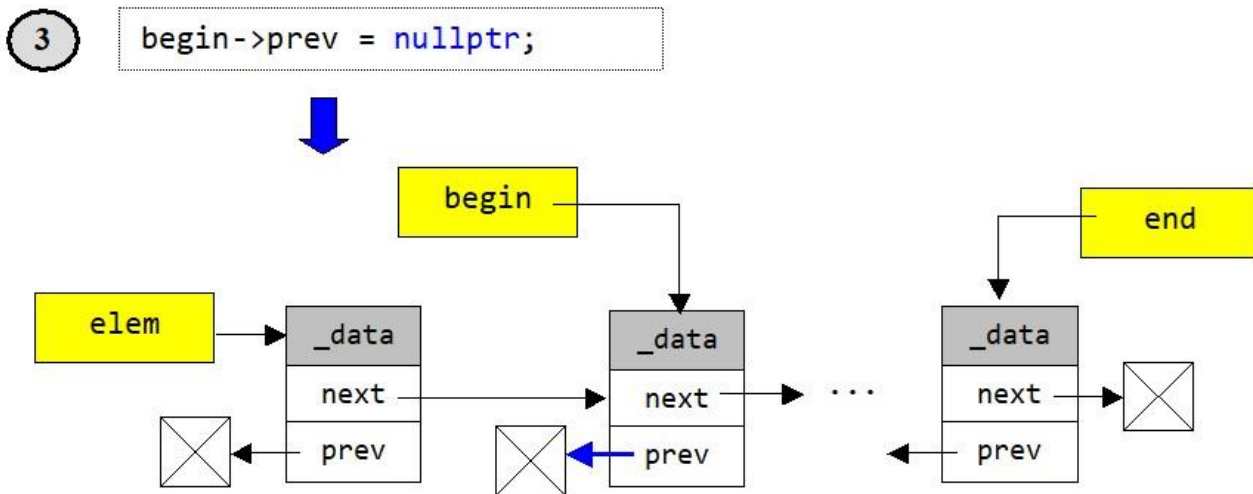 3
begin->prev = nullptr;
begin
end
elem
_data
_data
_data
next
next
...
next
prev
prev
prev